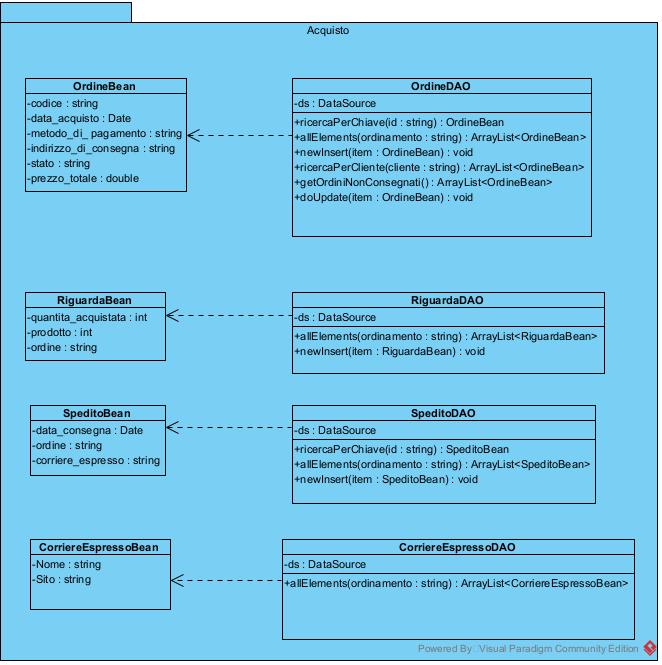 Acquisto
OrdineBean
-codice : string
-data_acquisto : Date
-metodo_di_ pagamento : string
-indirizzo_di_consegna : string
-stato : string
-prezzo_totale : double
OrdineDAO
-ds : DataSource
+ricercaPerChiave(id : string) : OrdineBean
+allElements(ordinamento : string) : ArrayList<OrdineBean>
+newInsert(item : OrdineBean) : void
+ricercaPerCliente(cliente : string) : ArrayList<OrdineBean>
+getOrdiniNonConsegnati() : ArrayList<OrdineBean>
+doUpdate(item : OrdineBean) : void
RiguardaBean
-quantita_acquistata : int
-prodotto : int
-ordine : string
RiguardaDAO
-ds : DataSource
+allElements(ordinamento : string) : ArrayList<RiguardaBean>
+newInsert(item : RiguardaBean) : void
SpeditoBean
-data_consegna : Date
-ordine : string
-corriere_espresso : string
SpeditoDAO
-ds : DataSource
+ricercaPerChiave(id : string) : SpeditoBean
+allElements(ordinamento : string) : ArrayList<SpeditoBean>
+newInsert(item : SpeditoBean) : void
CorriereEspressoBean
-Nome : string
-Sito : string
CorriereEspressoDAO
-ds : DataSource
+allElements(ordinamento : string) : ArrayList<CorriereEspressoBean>
Powered By Visual Paradigm Community Edition